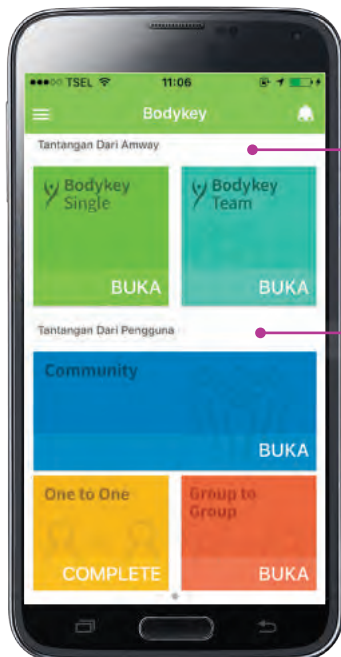 TSEL 11:06
Bodykey
Tantangan Dari Amway
Bodykey
Single
BUKA
Bodykey
Team
BUKA
Tantangan Dari Pengguna
Community
BUKA
One to One
COMPLETE
Group to
Group
BUKA